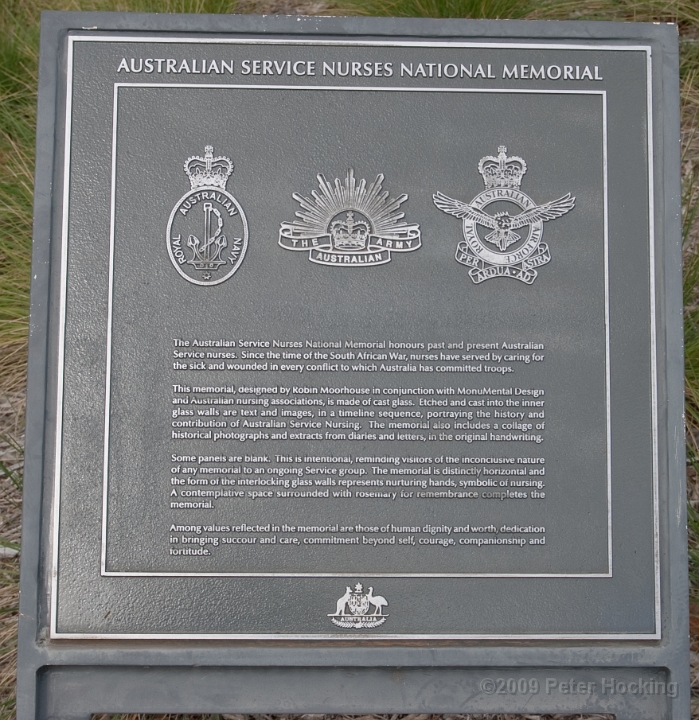 AUSTRALIAN SERVICE NURSES NATIONAL MEMORIAL
AUSTRALIAN
ROYAL NAVY
THE ARMY
AUSTRALIAN
AUSTRALIAN
ROYAL AIR FORCE
PER ARDUA AD ASTRA
The Australian Service Nurses National Memorial honours past and present Australian
Service nurses. Since the time of the South African War, nurses have served by caring for
the sick and wounded in every conflict to which Australia has committed troops.
This memorial, designed by Robin Moorhouse in conjunction with MonuMental Design
and Australian nursing associations, is made of cast glass. Etched and cast into the inner
glass walls are text and images, in a timeline sequence, portraying the history and
contribution of Australian Service Nursing. The memorial also includes a collage of
historical photographs and extracts from diaries and letters, in the original handwriting.
Some panels are blank. This is intentional, reminding visitors of the inconclusive nature
of any memorial to an ongoing Service group. The memorial is distinctly horizontal and
the form of the interlocking glass walls represents nurturing hands, symbolic of nursing.
A contemplative space surrounded with rosemary for remembrance completes the
memorial.
Among values reflected in the memorial are those of human dignity and worth, dedication
in bringing succour and care, commitment beyond self, courage, companionship and
fortitude.
AUSTRALIA
©2009 Peter Hocking